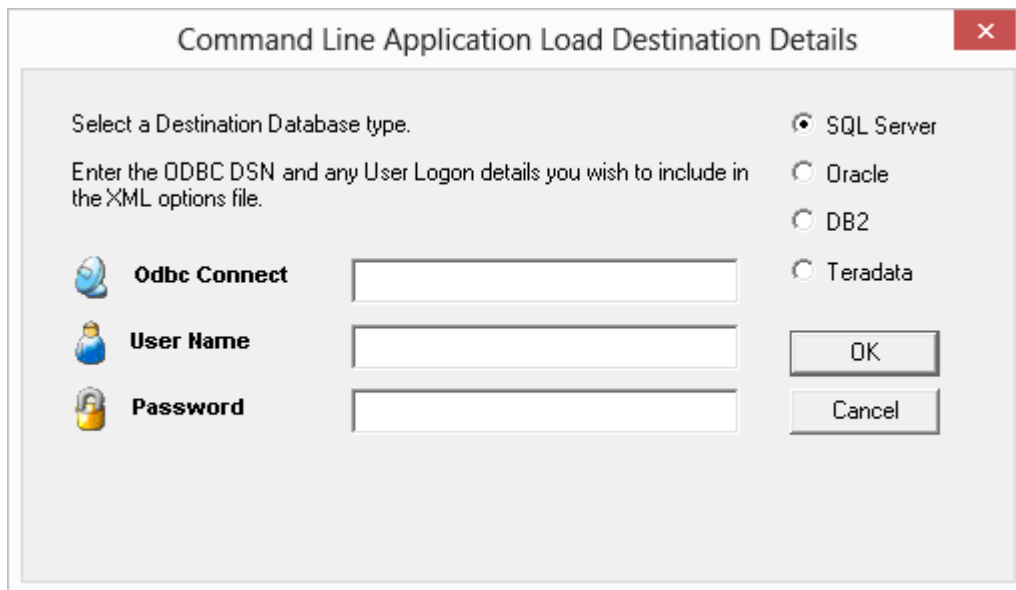 Command Line Application Load Destination Details
Select a Destination Database type.
Enter the ODBC DSN and any User Logon details you wish to include in
the XML options file.
SQL Server
Oracle
DB2
Teradata
Odbc Connect
User Name
Password
OK
Cancel